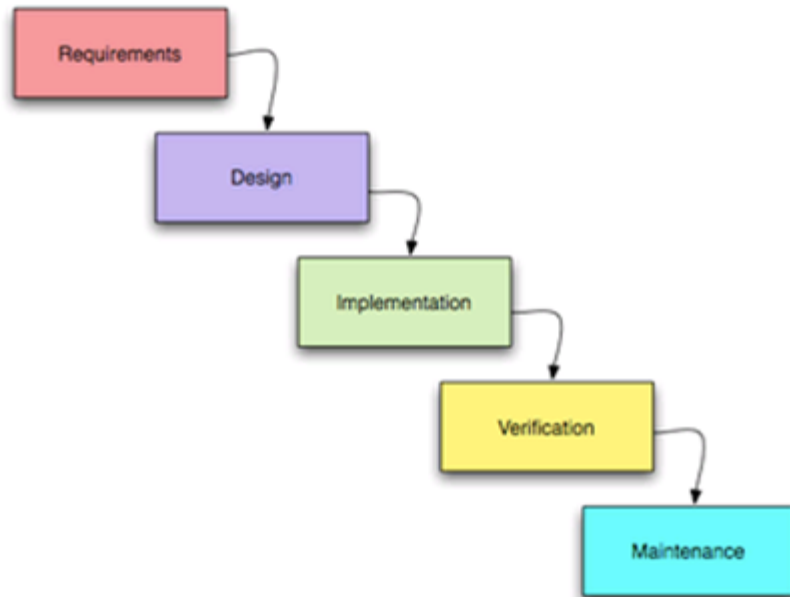 Requirements
Design
Implementation
Verification
Maintenance